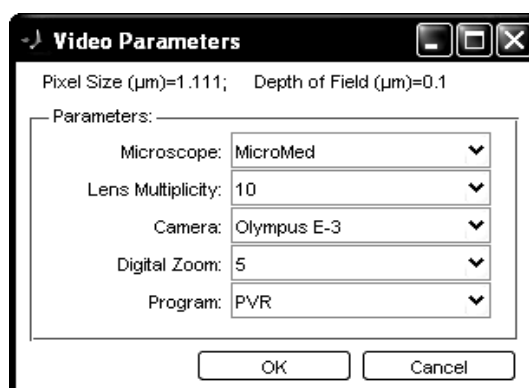 Video Parameters
Pixel Size (µm)=1.111; Depth of Field (µm)=0.1
Parameters:
Microscope: MicroMed
Lens Multiplicity: 10
Camera: Olympus E-3
Digital Zoom: 5
Program: PVR
OK Cancel